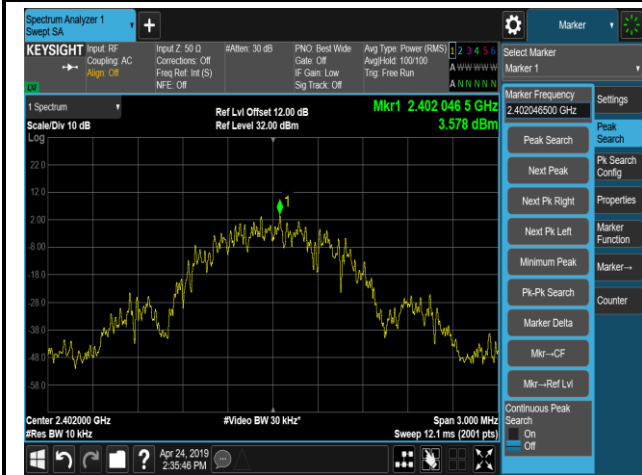 Spectrum Analyzer 1
Swept SA
+
Marker
KEYSIGHT
Input: RF
Coupling: AC
Align: Off
Input Z: 50 Ω
Corrections: Off
Freq Ref: Int (S)
NFE: Off
#Atten: 30 dB
PNO: Best Wide
Gate: Off
IF Gain: Low
Sig Track: Off
Avg Type: Power (RMS)
Avg|Hold: 100/100
Trig: Free Run
1 2 3 4 5 6
A W W W W W
A N N N N N
LXI
Select Marker
Marker 1
1 Spectrum
Scale/Div 10 dB
Log
Ref Lvl Offset 12.00 dB
Ref Level 32.00 dBm
Mkr1 2.402 046 5 GHz
3.578 dBm
22.0
12.0
2.00
-8.00
-18.0
-28.0
-38.0
-48.0
-58.0
1
Center 2.402000 GHz
#Res BW 10 kHz
#Video BW 30 kHz*
Span 3.000 MHz
Sweep 12.1 ms (2001 pts)
Marker Frequency
2.402046500 GHz
Peak Search
Next Peak
Next Pk Right
Next Pk Left
Minimum Peak
Pk-Pk Search
Marker Delta
Mkr→CF
Mkr→Ref Lvl
Continuous Peak
Search
On
Off
Settings
Peak
Search
Pk Search
Config
Properties
Marker
Function
Marker→
Counter
?
Apr 24, 2019
2:35:46 PM